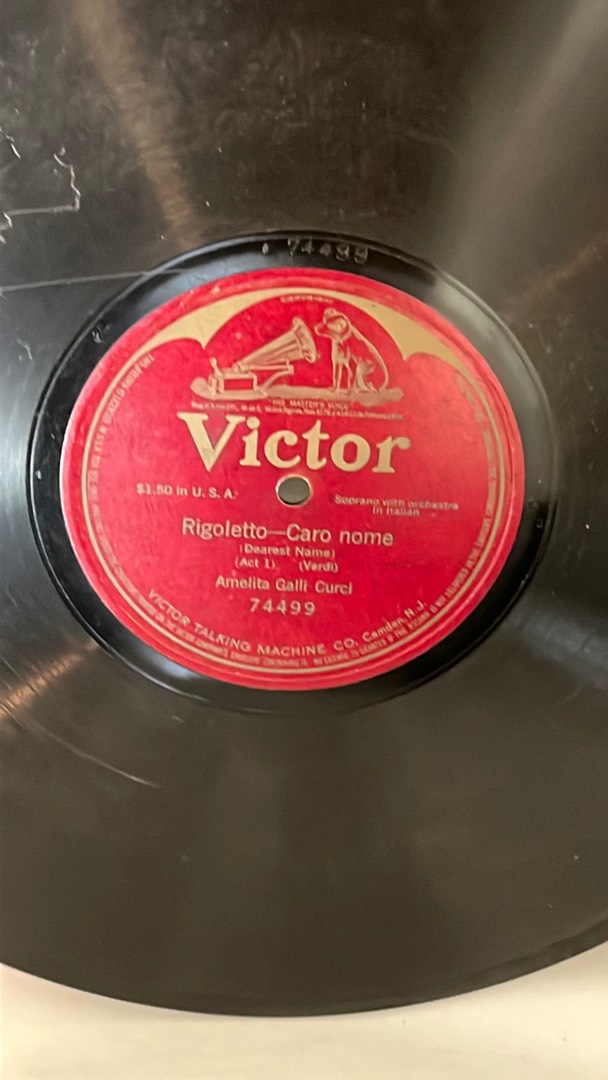 74499
COPYRIGHT
"HIS MASTER'S VOICE"
Victor
$1.50 in U. S. A.
Soprano with orchestra
in Italian
Rigoletto—Caro nome
(Dearest Name)
(Act 1) (Verdi)
Amelita Galli Curci
74499
VICTOR TALKING MACHINE CO. Camden, N.J.